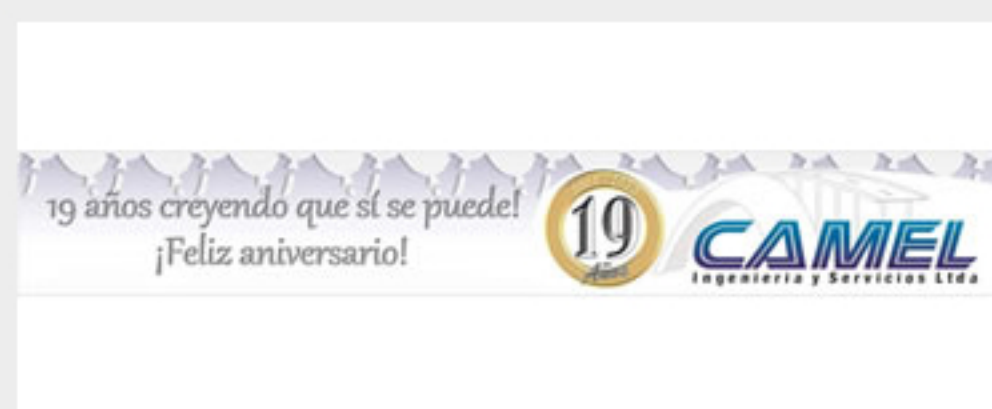 19 años creyendo que sí se puede!
¡Feliz aniversario!
19
Años
CAMEL
Ingeniería y Servicios Ltda